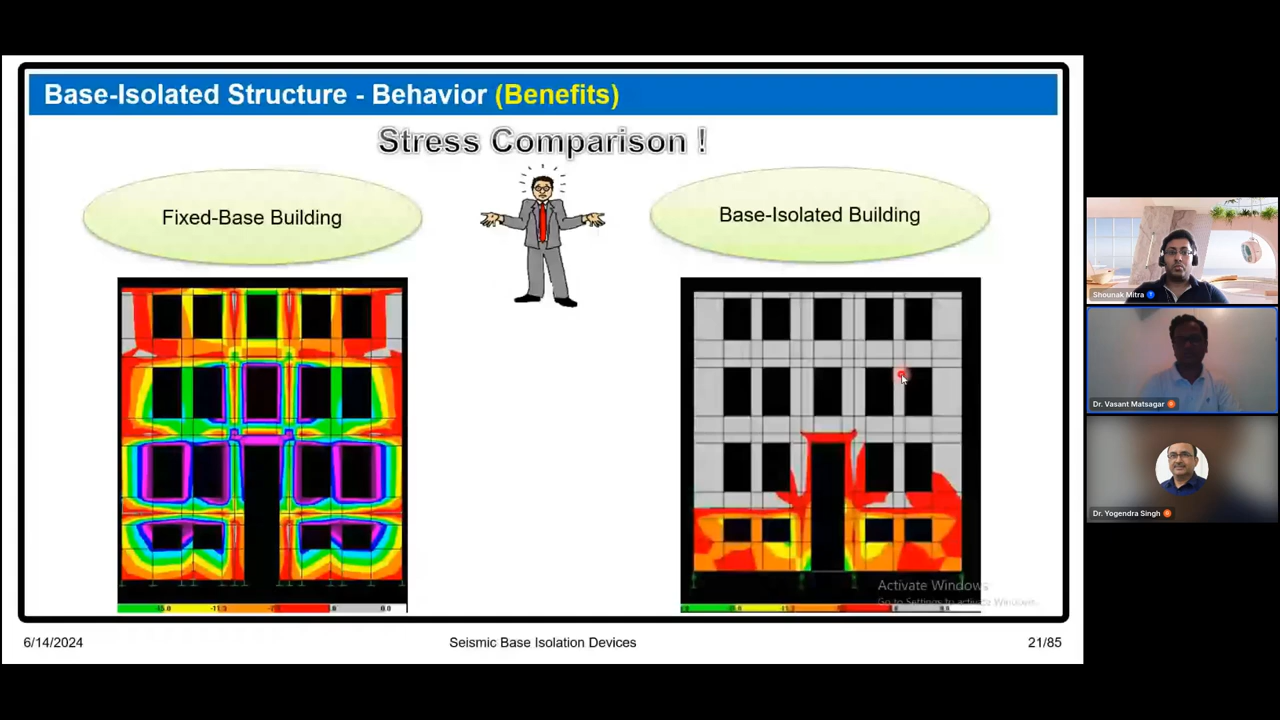 Base-Isolated Structure - Behavior (Benefits)
Stress Comparison !
Fixed-Base Building
Base-Isolated Building
Shounak Mitra
Dr. Vasant Matsagar
Dr. Yogendra Singh
Activate Windows
Go to Settings to activate Windows.
6/14/2024
Seismic Base Isolation Devices
21/85